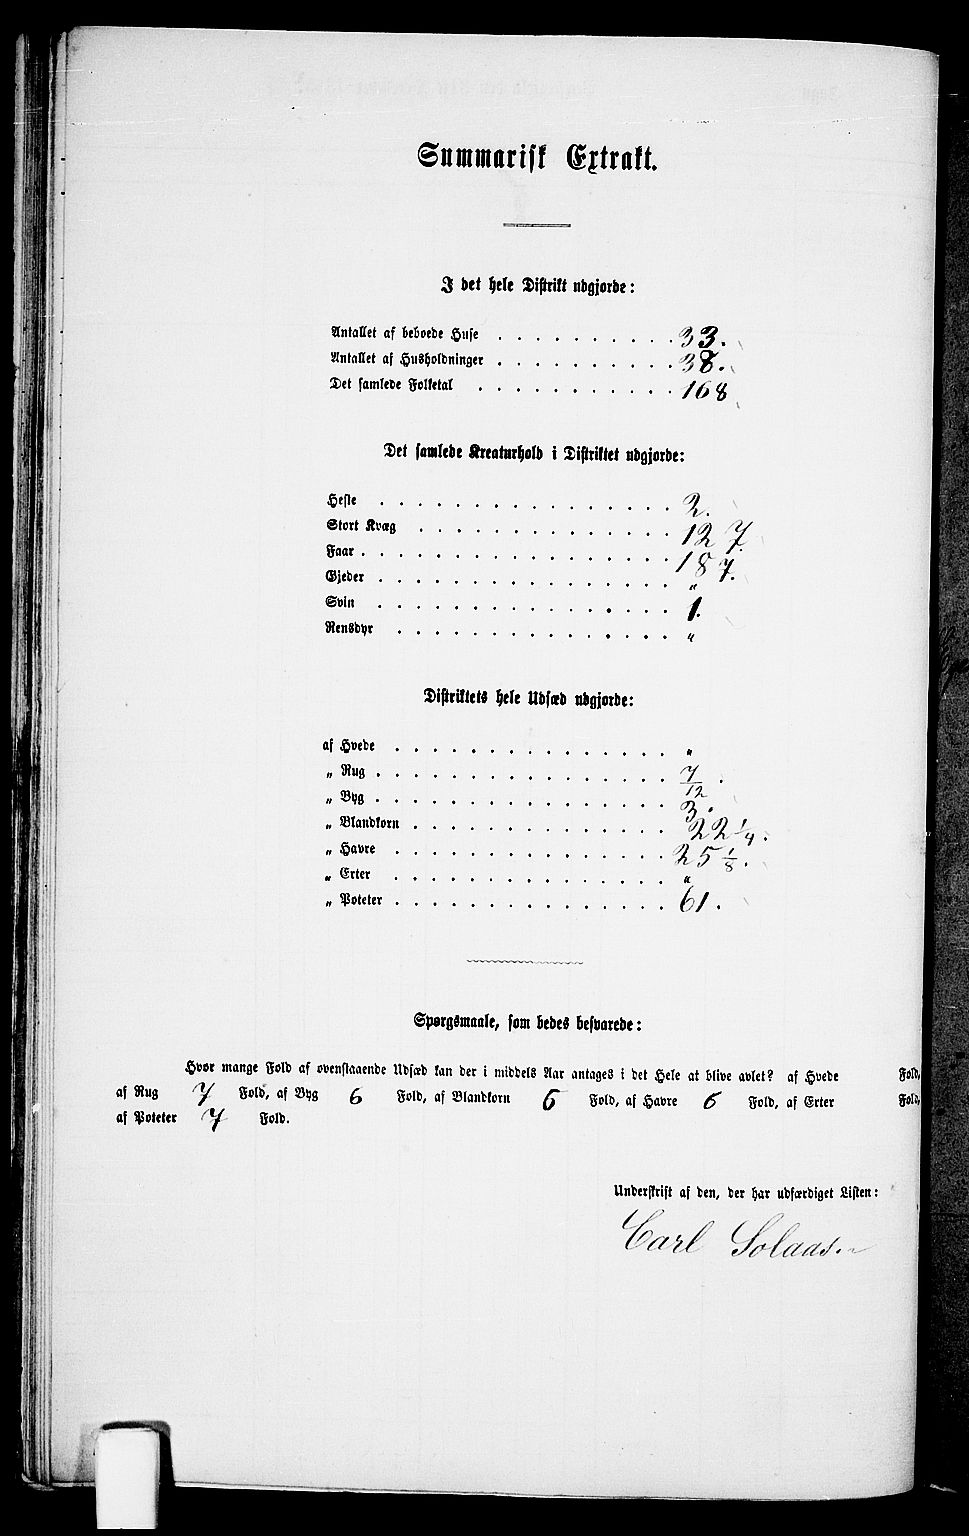 Summarisk Extrakt.
I det hele Distrikt udgjorde:
Antallet af beboede Huse . . . . . . . . . . 33.
Antallet af Husholdninger . . . . . . . . . . 38.
Det samlede Folketal . . . . . . . . . . . 168
Det samlede Kreaturhold i Distriktet udgjorde:
Heste . . . . . . . . . . . . . . . . 2.
Stort Kvæg . . . . . . . . . . . . . . 127.
Faar . . . . . . . . . . . . . . . . . 187.
Gjeder . . . . . . . . . . . . . . . . "
Svin . . . . . . . . . . . . . . . . 1.
Rensdyr . . . . . . . . . . . . . . . "
Distriktets hele Udsæd udgjorde:
af Hvede . . . . . . . . . . . . . . . "
„ Rug . . . . . . . . . . . . . . . . 7/12.
„ Byg . . . . . . . . . . . . . . . . 3.
„ Blandkorn . . . . . . . . . . . . . . 22 1/4.
„ Havre . . . . . . . . . . . . . . . 25 1/8.
„ Erter . . . . . . . . . . . . . . . "
„ Poteter . . . . . . . . . . . . . . . 61.
Spørgsmaale, som bedes besvarede:
Hvor mange Fold af ovenstaaende Udsæd kan der i middels Aar antages i det Hele at blive avlet? af Hvede Fold,
af Rug 7 Fold, af Byg 6 Fold, af Blandkorn 6 Fold, af Havre 6 Fold, af Erter Fold,
af Poteter 7 Fold.
Underskrift af den, der har udfærdiget Listen:
Carl Solaas.